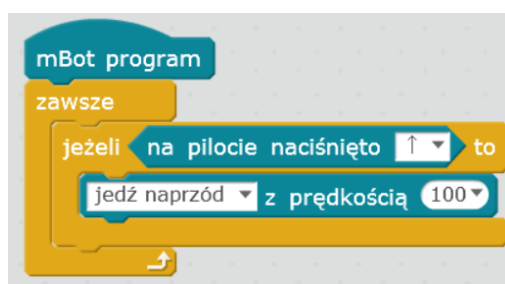 mBot program
zawsze
jeżeli na pilocie naciśnięto ↑ to
jedź naprzód z prędkością 100